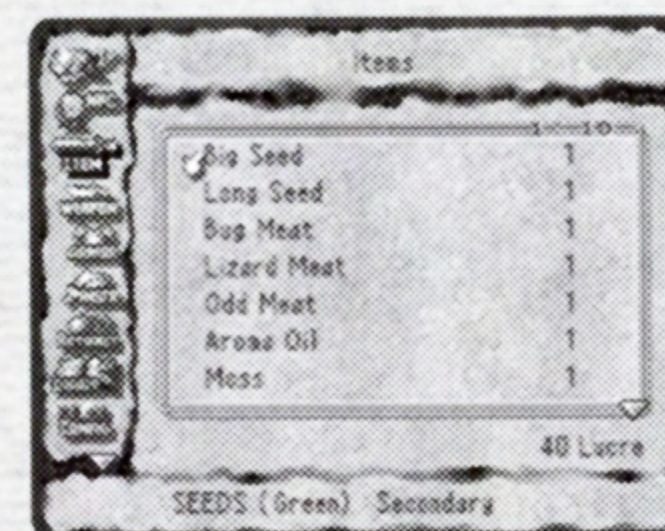 Items
1 / 10
Big Seed 1
Long Seed 1
Bug Meat 1
Lizard Meat 1
Odd Meat 1
Aroma Oil 1
Moss 1
40 Lucre
SEEDS (Green) Secondary